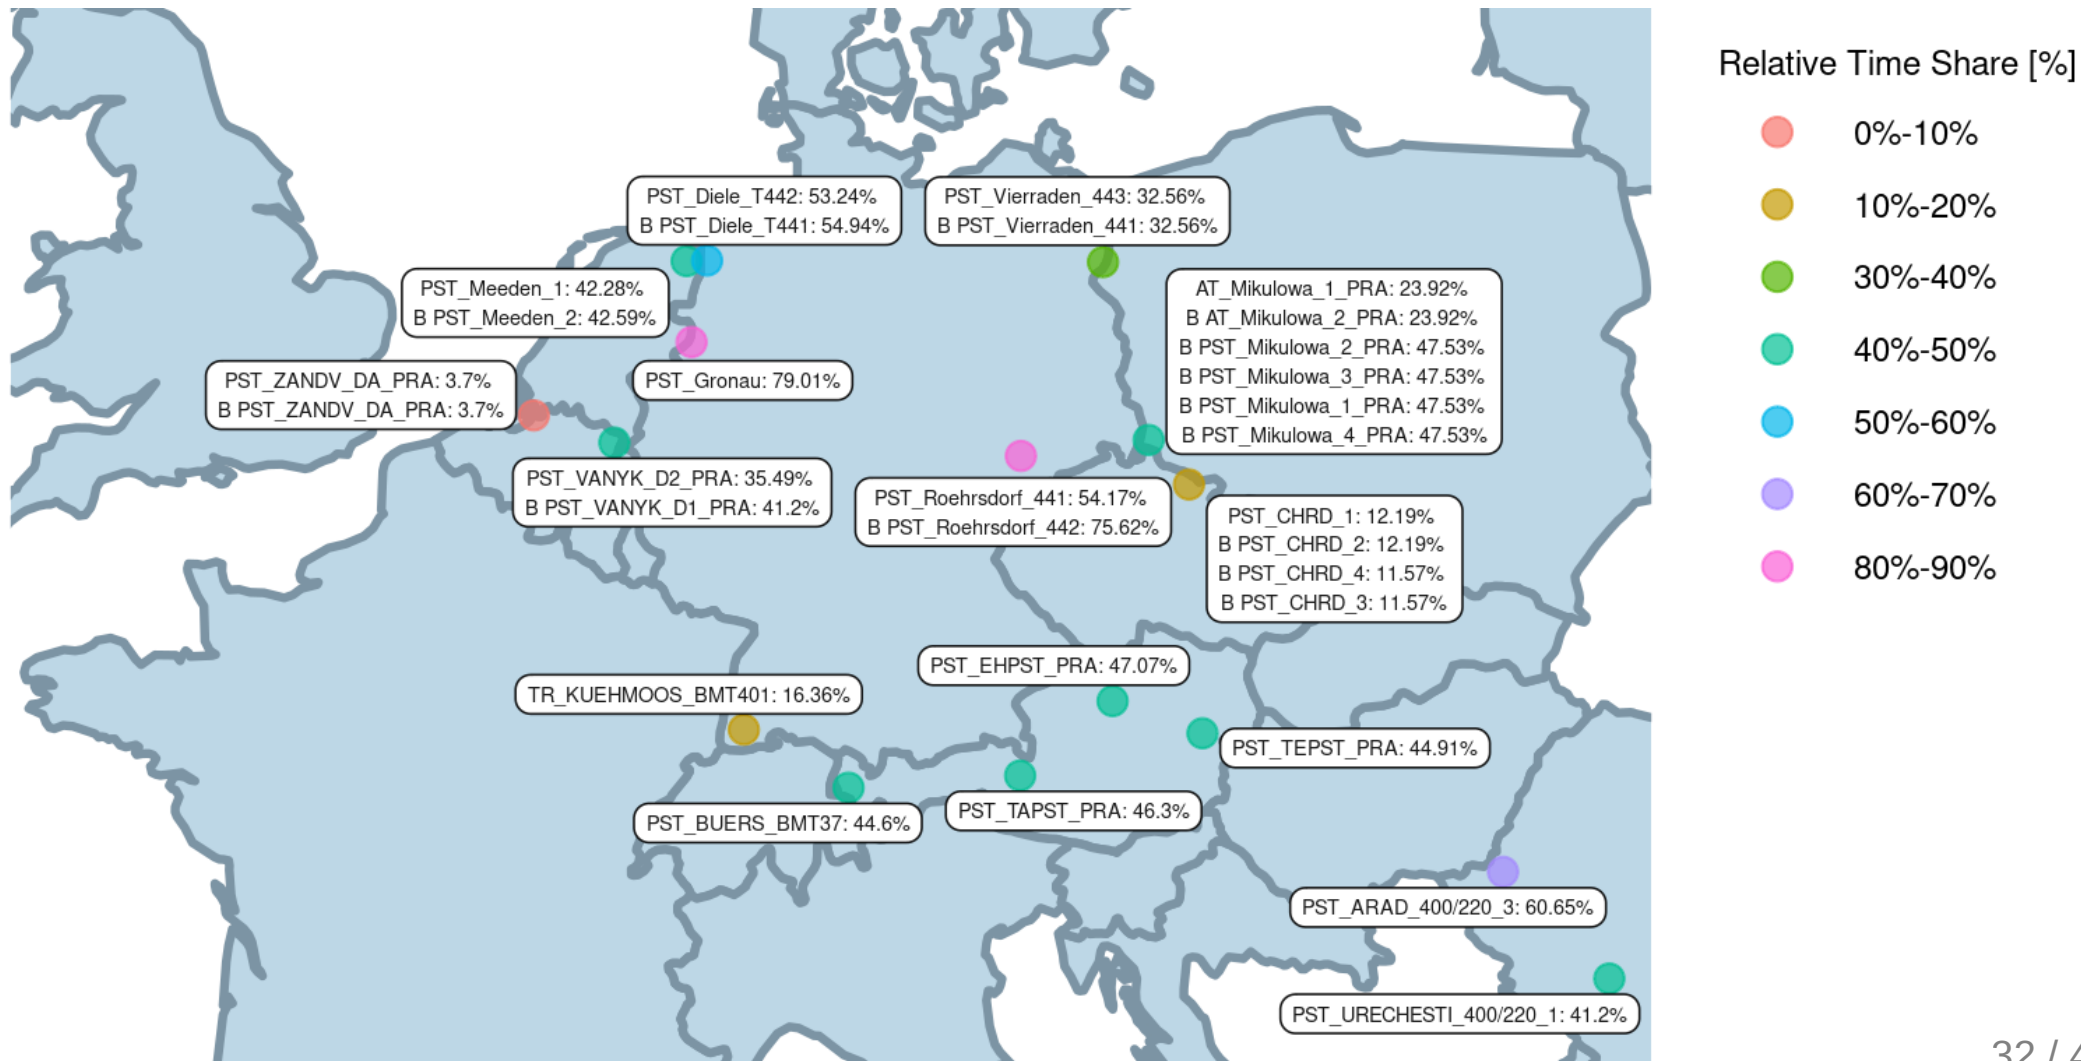 Relative Time Share [%]
0%-10%
10%-20%
30%-40%
40%-50%
50%-60%
60%-70%
80%-90%
PST_Diele_T442: 53.24%
B PST_Diele_T441: 54.94%
PST_Vierraden_443: 32.56%
B PST_Vierraden_441: 32.56%
PST_Meeden_1: 42.28%
B PST_Meeden_2: 42.59%
AT_Mikulowa_1_PRA: 23.92%
B AT_Mikulowa_2_PRA: 23.92%
B PST_Mikulowa_2_PRA: 47.53%
B PST_Mikulowa_3_PRA: 47.53%
B PST_Mikulowa_1_PRA: 47.53%
B PST_Mikulowa_4_PRA: 47.53%
PST_ZANDV_DA_PRA: 3.7%
B PST_ZANDV_DA_PRA: 3.7%
PST_Gronau: 79.01%
PST_VANYK_D2_PRA: 35.49%
B PST_VANYK_D1_PRA: 41.2%
PST_Roehrsdorf_441: 54.17%
B PST_Roehrsdorf_442: 75.62%
PST_CHRD_1: 12.19%
B PST_CHRD_2: 12.19%
B PST_CHRD_4: 11.57%
B PST_CHRD_3: 11.57%
PST_EHPST_PRA: 47.07%
TR_KUEHMOOS_BMT401: 16.36%
PST_TEPST_PRA: 44.91%
PST_BUERS_BMT37: 44.6%
PST_TAPST_PRA: 46.3%
PST_ARAD_400/220_3: 60.65%
PST_URECHESTI_400/220_1: 41.2%
32 / 4